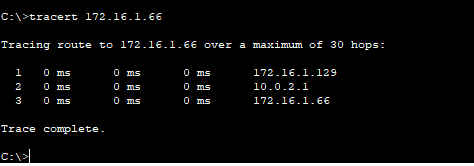 C:\>tracert 172.16.1.66
Tracing route to 172.16.1.66 over a maximum of 30 hops:
1 0 ms 0 ms 0 ms 172.16.1.129
2 0 ms 0 ms 0 ms 10.0.2.1
3 0 ms 0 ms 0 ms 172.16.1.66
Trace complete.
C:\>